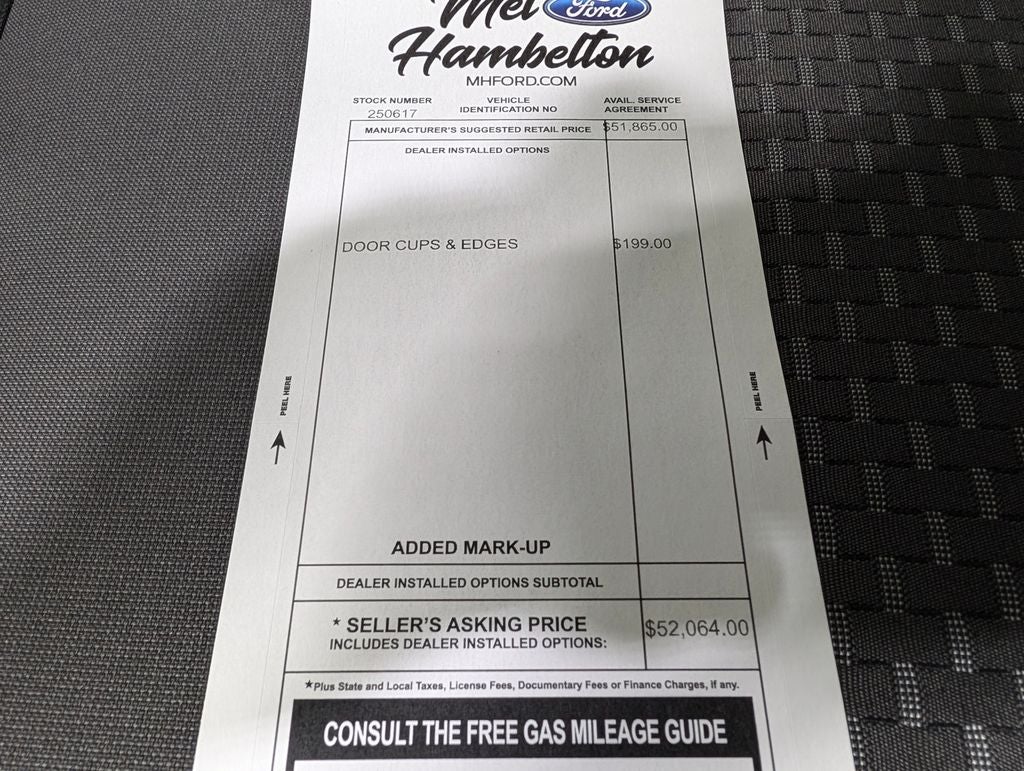 Mel Ford
Hambelton
MHFORD.COM
STOCK NUMBER VEHICLE IDENTIFICATION NO AVAIL. SERVICE AGREEMENT
250617
MANUFACTURER'S SUGGESTED RETAIL PRICE $51,865.00
DEALER INSTALLED OPTIONS
DOOR CUPS & EDGES $199.00
PEEL HERE
PEEL HERE
ADDED MARK-UP
DEALER INSTALLED OPTIONS SUBTOTAL
* SELLER'S ASKING PRICE $52,064.00
INCLUDES DEALER INSTALLED OPTIONS:
*Plus State and Local Taxes, License Fees, Documentary Fees or Finance Charges, if any.
CONSULT THE FREE GAS MILEAGE GUIDE